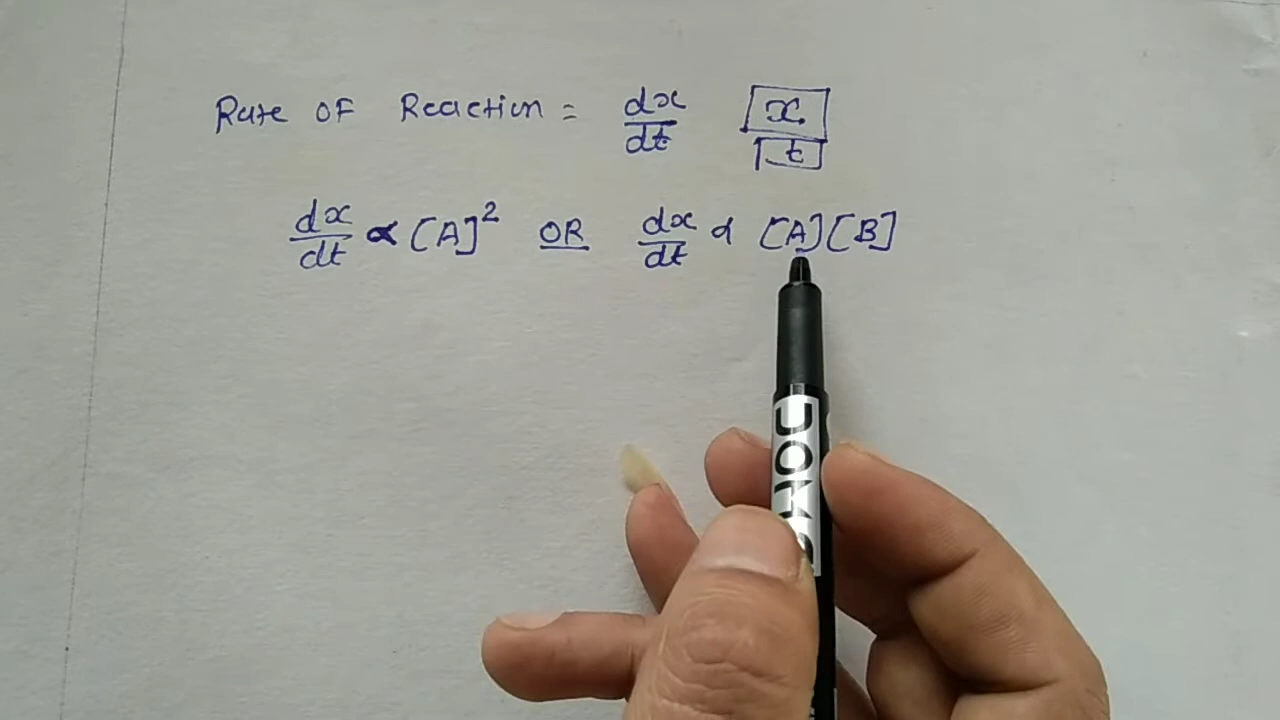 Rate OF Reaction = dx/dt x/t
dx/dt ∝ [A]² OR dx/dt ∝ [A][B]